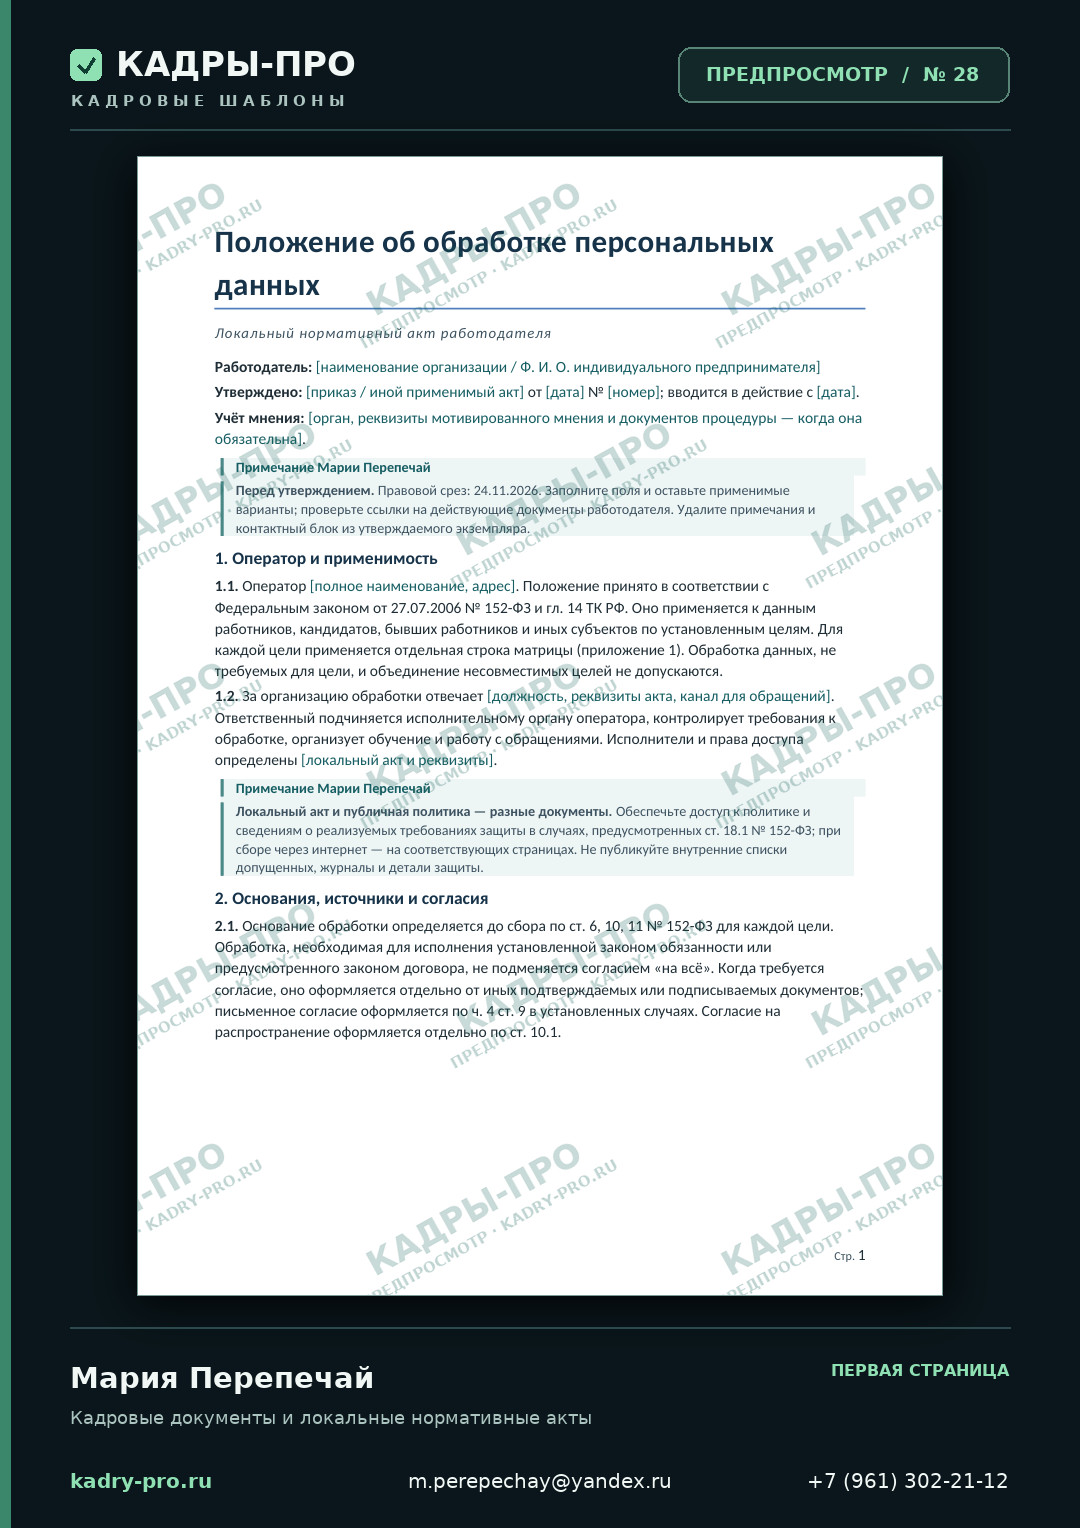 КАДРЫ-ПРО
КАДРОВЫЕ ШАБЛОНЫ
ПРЕДПРОСМОТР / № 28
Положение об обработке персональных
данных
Локальный нормативный акт работодателя
Работодатель: [наименование организации / Ф. И. О. индивидуального предпринимателя]
Утверждено: [приказ / иной применимый акт] от [дата] № [номер]; вводится в действие с [дата].
Учёт мнения: [орган, реквизиты мотивированного мнения и документов процедуры — когда она
обязательна].
Примечание Марии Перепечай
Перед утверждением. Правовой срез: 24.11.2026. Заполните поля и оставьте применимые
варианты; проверьте ссылки на действующие документы работодателя. Удалите примечания и
контактный блок из утверждаемого экземпляра.
1. Оператор и применимость
1.1. Оператор [полное наименование, адрес]. Положение принято в соответствии с
Федеральным законом от 27.07.2006 № 152-ФЗ и гл. 14 ТК РФ. Оно применяется к данным
работников, кандидатов, бывших работников и иных субъектов по установленным целям. Для
каждой цели применяется отдельная строка матрицы (приложение 1). Обработка данных, не
требуемых для цели, и объединение несовместимых целей не допускаются.
1.2. За организацию обработки отвечает [должность, реквизиты акта, канал для обращений].
Ответственный подчиняется исполнительному органу оператора, контролирует требования к
обработке, организует обучение и работу с обращениями. Исполнители и права доступа
определены [локальный акт и реквизиты].
Примечание Марии Перепечай
Локальный акт и публичная политика — разные документы. Обеспечьте доступ к политике и
сведениям о реализуемых требованиях защиты в случаях, предусмотренных ст. 18.1 № 152-ФЗ; при
сборе через интернет — на соответствующих страницах. Не публикуйте внутренние списки
допущенных, журналы и детали защиты.
2. Основания, источники и согласия
2.1. Основание обработки определяется до сбора по ст. 6, 10, 11 № 152-ФЗ для каждой цели.
Обработка, необходимая для исполнения установленной законом обязанности или
предусмотренного законом договора, не подменяется согласием «на всё». Когда требуется
согласие, оно оформляется отдельно от иных подтверждаемых или подписываемых документов;
письменное согласие оформляется по ч. 4 ст. 9 в установленных случаях. Согласие на
распространение оформляется отдельно по ст. 10.1.
Стр. 1
КАДРЫ-ПРО
ПРЕДПРОСМОТР · KADRY-PRO.RU
Мария Перепечай
ПЕРВАЯ СТРАНИЦА
Кадровые документы и локальные нормативные акты
kadry-pro.ru
m.perepechay@yandex.ru
+7 (961) 302-21-12